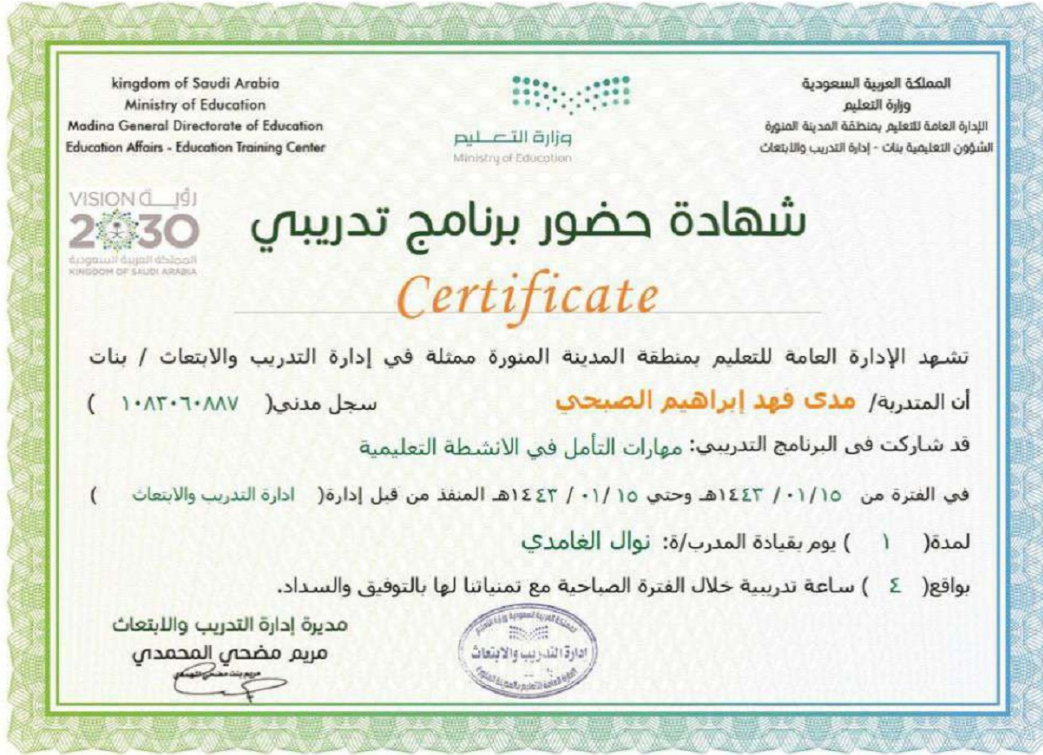 kingdom of Saudi Arabia
Ministry of Education
Madina General Directorate of Education
Education Affairs - Education Training Center
وزارة التعليم
Ministry of Education
المملكة العربية السعودية
وزارة التعليم
الإدارة العامة للتعليم بمنطقة المدينة المنورة
الشؤون التعليمية بنات - إدارة التدريب والابتعاث
VISION رؤية
2030
المملكة العربية السعودية
KINGDOM OF SAUDI ARABIA
شهادة حضور برنامج تدريبي
Certificate
تشهد الإدارة العامة للتعليم بمنطقة المدينة المنورة ممثلة في إدارة التدريب والابتعاث / بنات
أن المتدربة/ مدى فهد إبراهيم الصبحي سجل مدني( ١٠٨٣٠٦٠٨٨٧ )
قد شاركت فى البرنامج التدريبي: مهارات التأمل في الانشطة التعليمية
في الفترة من ٠١/١٥ / ١٤٤٣هـ وحتي ١٥ /٠١ / ١٤٤٣هـ المنفذ من قبل إدارة( ادارة التدريب والابتعاث )
لمدة( ١ ) يوم بقيادة المدرب/ة: نوال الغامدي
بواقع( ٤ ) ساعة تدريبية خلال الفترة الصباحية مع تمنياتنا لها بالتوفيق والسداد.
مديرة إدارة التدريب والابتعاث
مريم مضحي المحمدي
ادارة التدريب والابتعاث